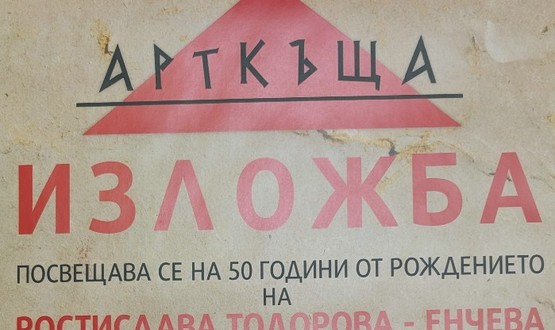 АРТКЪЩА
ИЗЛОЖБА
ПОСВЕЩАВА СЕ НА 50 ГОДИНИ ОТ РОЖДЕНИЕТО
НА
РОСТИСЛАВА ТОДОРОВА - ЕНЧЕВА